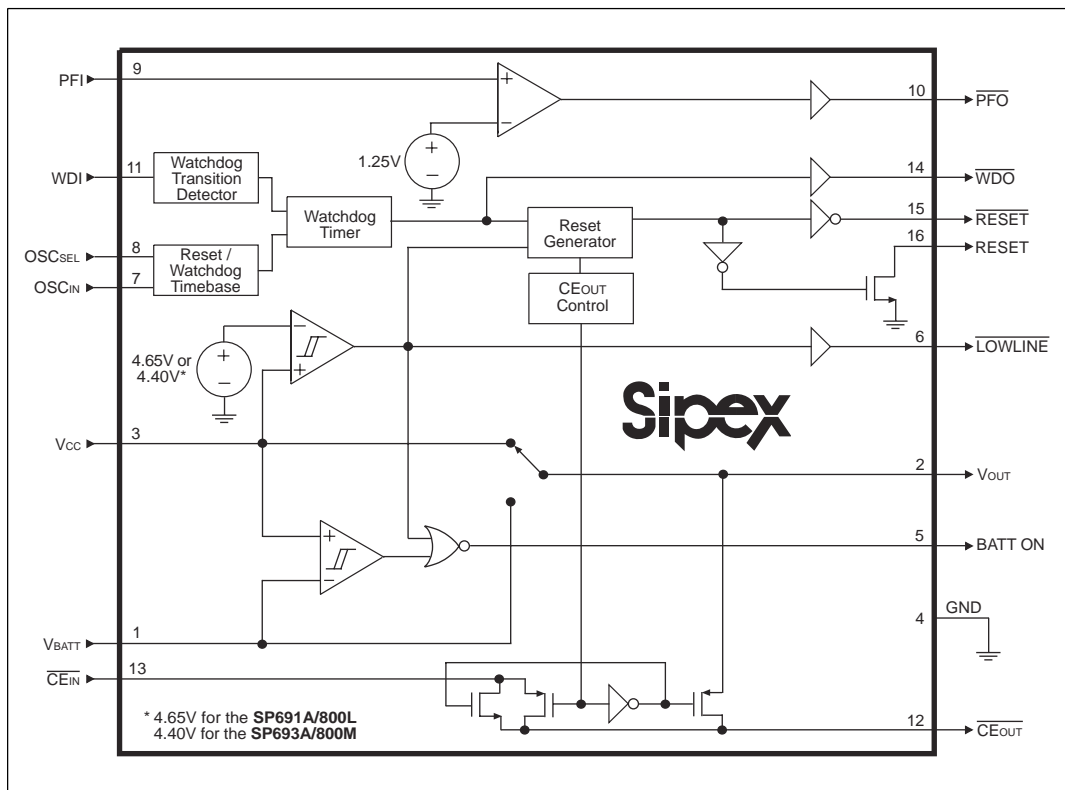 PFI
9
10
PFO
1.25V
WDI
11
Watchdog
Transition
Detector
14
WDO
Watchdog
Timer
Reset
Generator
15
RESET
16
RESET
OSCSEL
8
Reset /
Watchdog
Timebase
OSCIN
7
CEOUT
Control
4.65V or
4.40V*
6
LOWLINE
Sipex
VCC
3
2
VOUT
5
BATT ON
GND
4
VBATT
1
CEIN
13
* 4.65V for the SP691A/800L
4.40V for the SP693A/800M
12
CEOUT
+
−
+
−
−
+
+
−
+
−